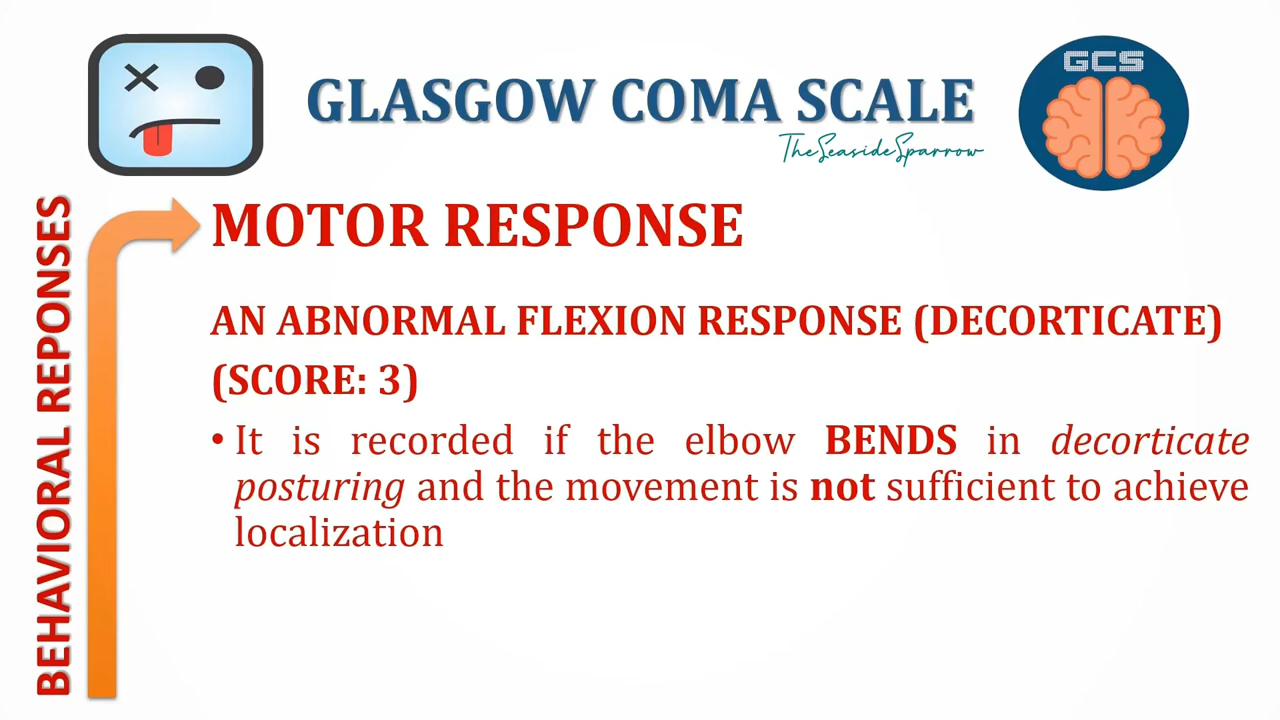 GCS
GLASGOW COMA SCALE
TheSeasideSparrow
BEHAVIORAL REPONSES
MOTOR RESPONSE
AN ABNORMAL FLEXION RESPONSE (DECORTICATE)
(SCORE: 3)
• It is recorded if the elbow BENDS in decorticate
posturing and the movement is not sufficient to achieve
localization